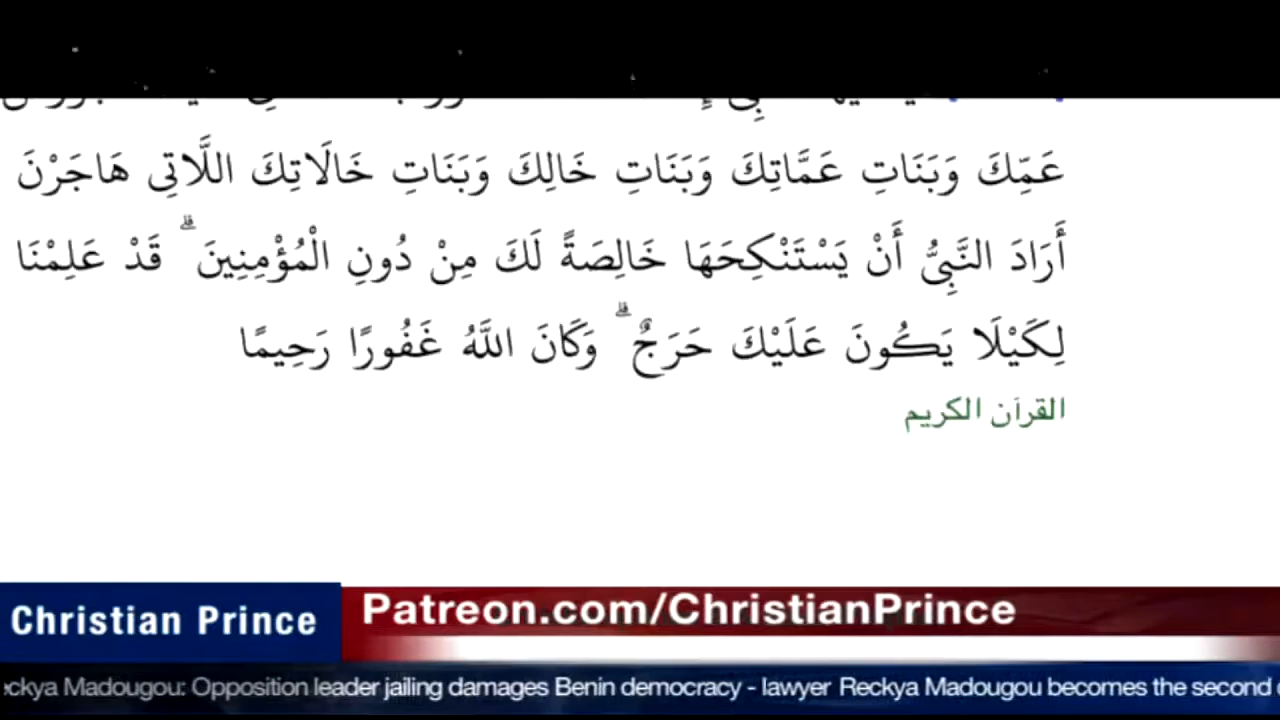 عَمِّكَ وَبَنَاتِ عَمَّاتِكَ وَبَنَاتِ خَالِكَ وَبَنَاتِ خَالَاتِكَ اللَّاتِي هَاجَرْنَ
أَرَادَ النَّبِيُّ أَنْ يَسْتَنْكِحَهَا خَالِصَةً لَكَ مِنْ دُونِ الْمُؤْمِنِينَ ۗ قَدْ عَلِمْنَا
لِكَيْلَا يَكُونَ عَلَيْكَ حَرَجٌ ۗ وَكَانَ اللَّهُ غَفُورًا رَحِيمًا
القرآن الكريم
Christian Prince
Patreon.com/ChristianPrince
Madougou: Opposition leader jailing damages Benin democracy - lawyer Reckya Madougou becomes the second